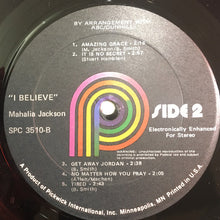 BY ARRANGEMENT WITH
ABC/DUNHILL
1. AMAZING GRACE - 2:14
2. IT IS NO SECRET - 2:
(Stuart Hamblen)
"I BELIEVE"
Mahalia Jackson
SPC 3510-B
SIDE 2
Electronically Enhanced
For Stereo
3. GET AWAY JORDAN - 2:38
(B. Smith)
4. NO MATTER HOW YOU PRAY - 2:
5. TIRED - 2:43
(B. Smith)
A Product of Pickwick International, Inc. Minneapolis, MN Printed in U.S.A.